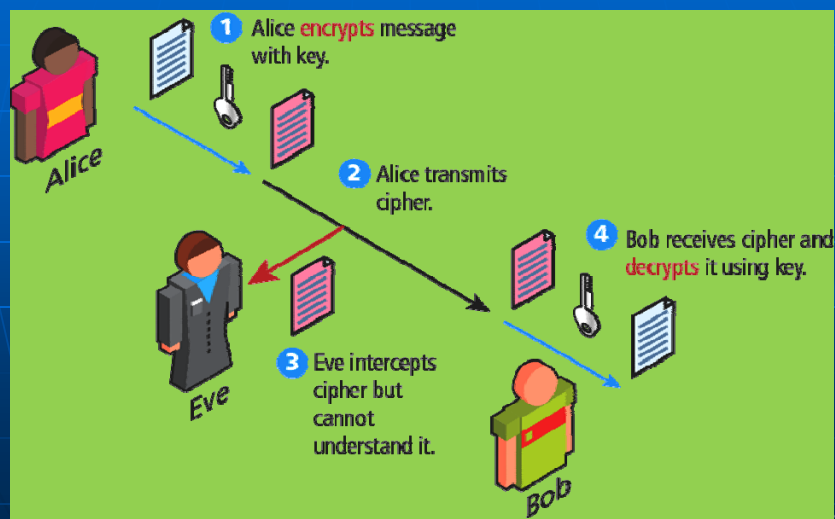 1 Alice encrypts message
with key.
Alice
2 Alice transmits
cipher.
4 Bob receives cipher and
decrypts it using key.
Eve
3 Eve intercepts
cipher but
cannot
understand it.
Bob